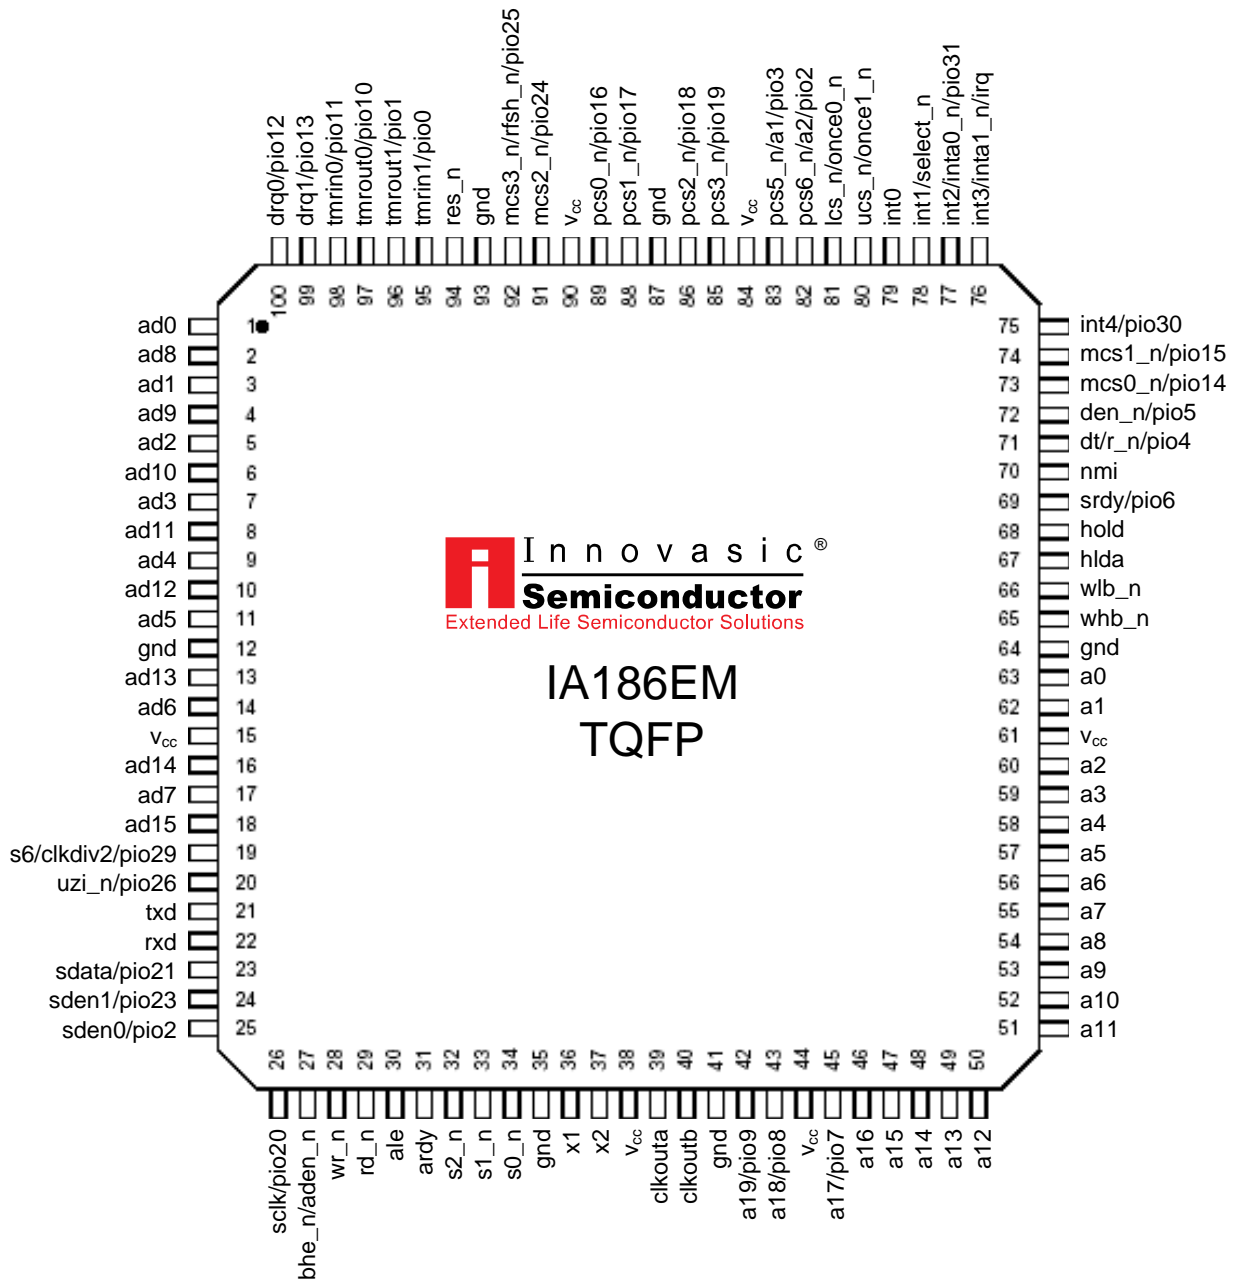 drq0/pio12
drq1/pio13
tmrin0/pio11
tmrout0/pio10
tmrout1/pio1
tmrin1/pio0
res_n
gnd
mcs3_n/rfsh_n/pio25
mcs2_n/pio24
vcc
pcs0_n/pio16
pcs1_n/pio17
gnd
pcs2_n/pio18
pcs3_n/pio19
vcc
pcs5_n/a1/pio3
pcs6_n/a2/pio2
lcs_n/once0_n
ucs_n/once1_n
int0
int1/select_n
int2/inta0_n/pio31
int3/inta1_n/irq
100 99 98 97 96 95 94 93 92 91 90 89 88 87 86 85 84 83 82 81 80 79 78 77 76
ad0 1
ad8 2
ad1 3
ad9 4
ad2 5
ad10 6
ad3 7
ad11 8
ad4 9
ad12 10
ad5 11
gnd 12
ad13 13
ad6 14
vcc 15
ad14 16
ad7 17
ad15 18
s6/clkdiv2/pio29 19
uzi_n/pio26 20
txd 21
rxd 22
sdata/pio21 23
sden1/pio23 24
sden0/pio2 25
Innovasic ®
Semiconductor
Extended Life Semiconductor Solutions
IA186EM
TQFP
75 int4/pio30
74 mcs1_n/pio15
73 mcs0_n/pio14
72 den_n/pio5
71 dt/r_n/pio4
70 nmi
69 srdy/pio6
68 hold
67 hlda
66 wlb_n
65 whb_n
64 gnd
63 a0
62 a1
61 vcc
60 a2
59 a3
58 a4
57 a5
56 a6
55 a7
54 a8
53 a9
52 a10
51 a11
26 27 28 29 30 31 32 33 34 35 36 37 38 39 40 41 42 43 44 45 46 47 48 49 50
sclk/pio20
bhe_n/aden_n
wr_n
rd_n
ale
ardy
s2_n
s1_n
s0_n
gnd
x1
x2
vcc
clkouta
clkoutb
gnd
a19/pio9
a18/pio8
vcc
a17/pio7
a16
a15
a14
a13
a12